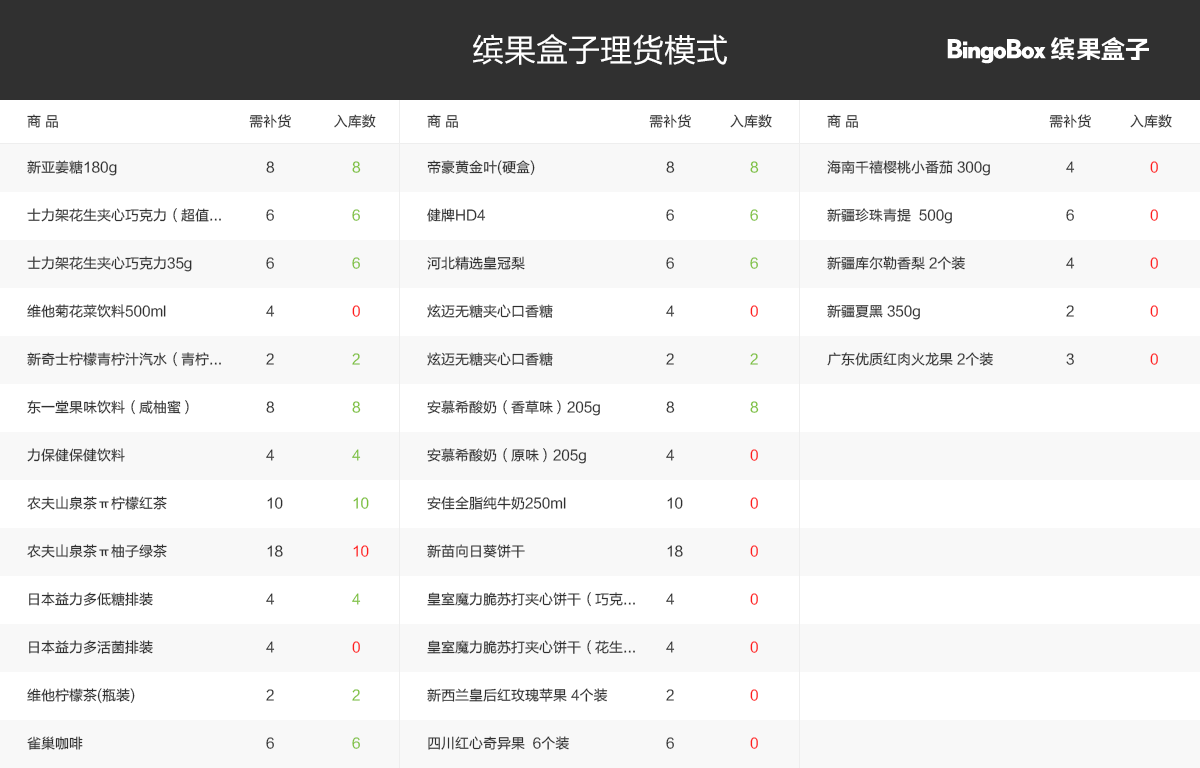 缤果盒子理货模式
BingoBox 缤果盒子
商 品 需补货 入库数
新亚姜糖180g 8 8
士力架花生夹心巧克力（超值... 6 6
士力架花生夹心巧克力35g 6 6
维他菊花菜饮料500ml 4 0
新奇士柠檬青柠汁汽水（青柠... 2 2
东一堂果味饮料（咸柚蜜） 8 8
力保健保健饮料 4 4
农夫山泉茶π柠檬红茶 10 10
农夫山泉茶π柚子绿茶 18 10
日本益力多低糖排装 4 4
日本益力多活菌排装 4 0
维他柠檬茶(瓶装) 2 2
雀巢咖啡 6 6
商 品 需补货 入库数
帝豪黄金叶(硬盒) 8 8
健牌HD4 6 6
河北精选皇冠梨 6 6
炫迈无糖夹心口香糖 4 0
炫迈无糖夹心口香糖 2 2
安慕希酸奶（香草味）205g 8 8
安慕希酸奶（原味）205g 4 0
安佳全脂纯牛奶250ml 10 0
新苗向日葵饼干 18 0
皇室魔力脆苏打夹心饼干（巧克... 4 0
皇室魔力脆苏打夹心饼干（花生... 4 0
新西兰皇后红玫瑰苹果 4个装 2 0
四川红心奇异果 6个装 6 0
商 品 需补货 入库数
海南千禧樱桃小番茄 300g 4 0
新疆珍珠青提 500g 6 0
新疆库尔勒香梨 2个装 4 0
新疆夏黑 350g 2 0
广东优质红肉火龙果 2个装 3 0